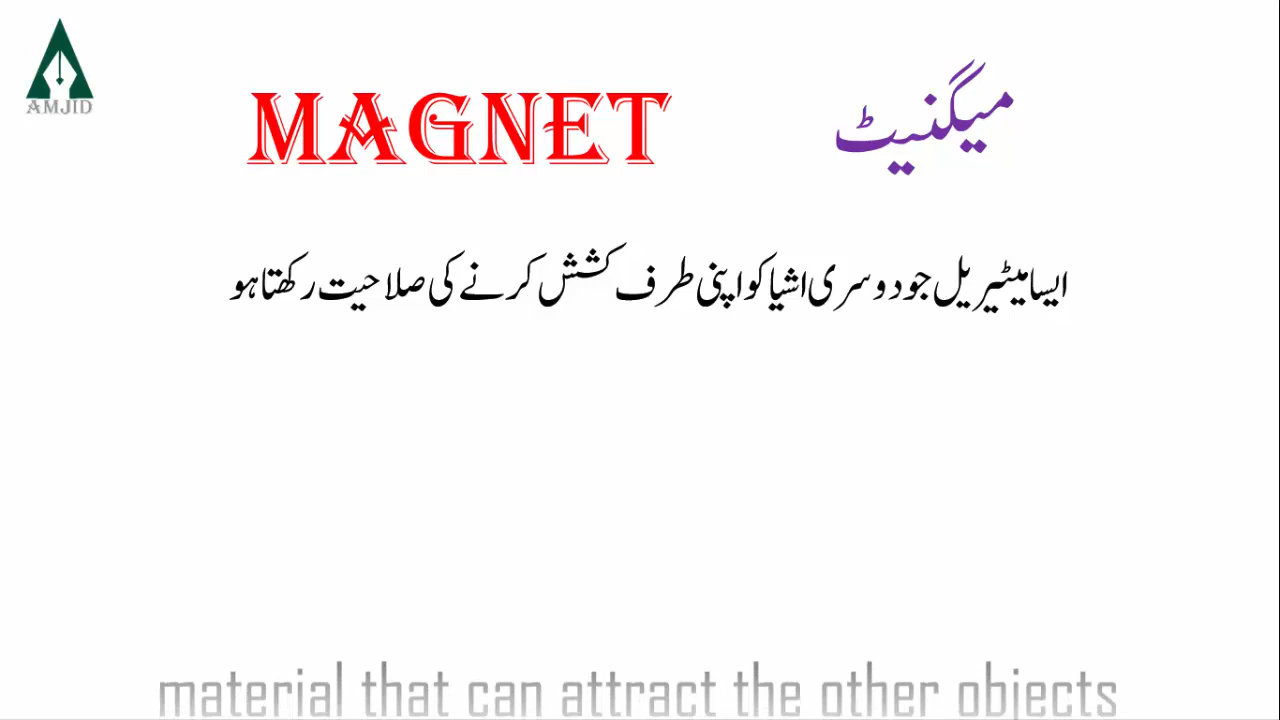 AMJID
MAGNET میگنیٹ
ایسا میٹیریل جو دوسری اشیا کو اپنی طرف کشش کرنے کی صلاحیت رکھتا ہو
material that can attract the other objects